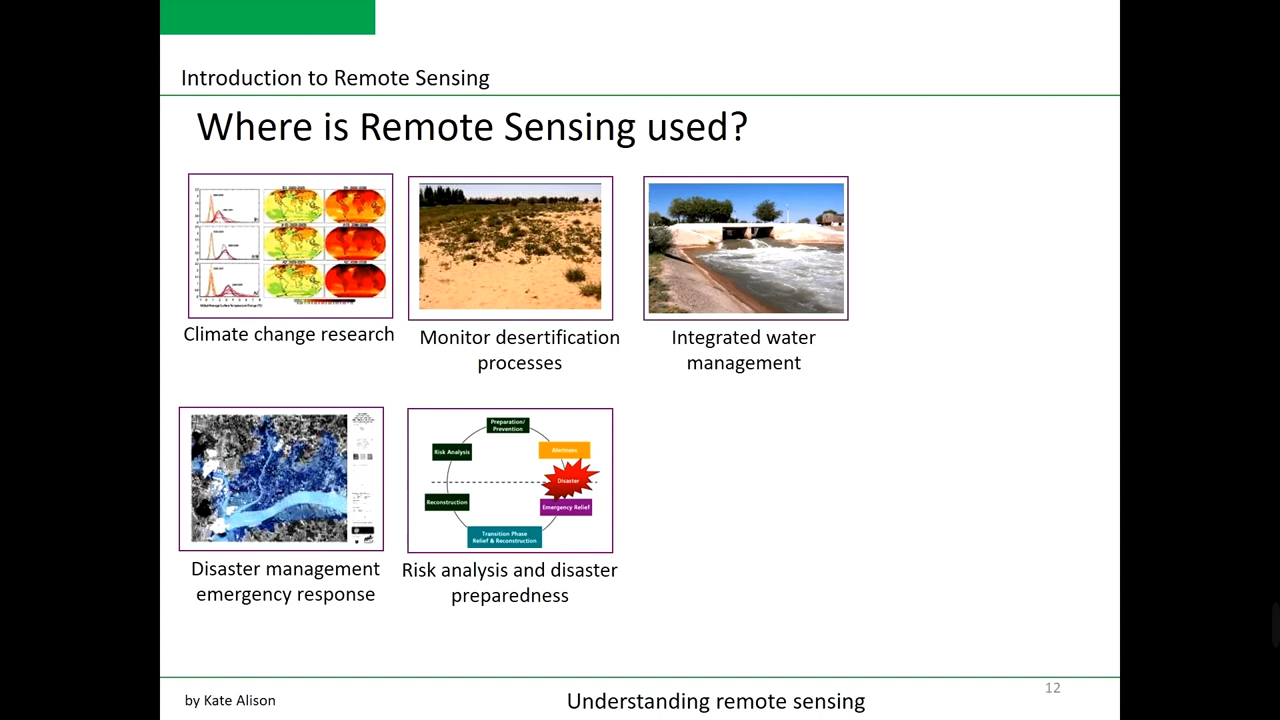 Introduction to Remote Sensing
Where is Remote Sensing used?
Climate change research
Monitor desertification
processes
Integrated water
management
Preparation/
Prevention
Risk Analysis
Alertness
Disaster
Reconstruction
Emergency Relief
Transition Phase
Relief & Reconstruction
Disaster management
emergency response
Risk analysis and disaster
preparedness
by Kate Alison
Understanding remote sensing
12